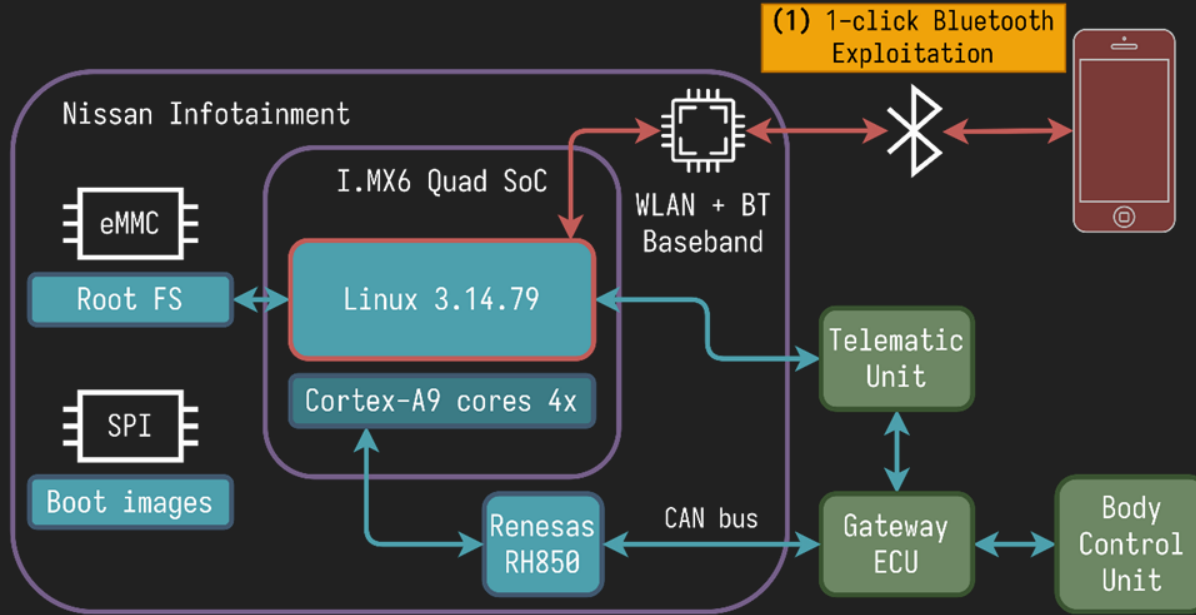 (1) 1-click Bluetooth
Exploitation
Nissan Infotainment
I.MX6 Quad SoC
WLAN + BT
Baseband
eMMC
Root FS
Linux 3.14.79
Telematic
Unit
Cortex-A9 cores 4x
SPI
Boot images
Renesas
RH850
CAN bus
Gateway
ECU
Body
Control
Unit